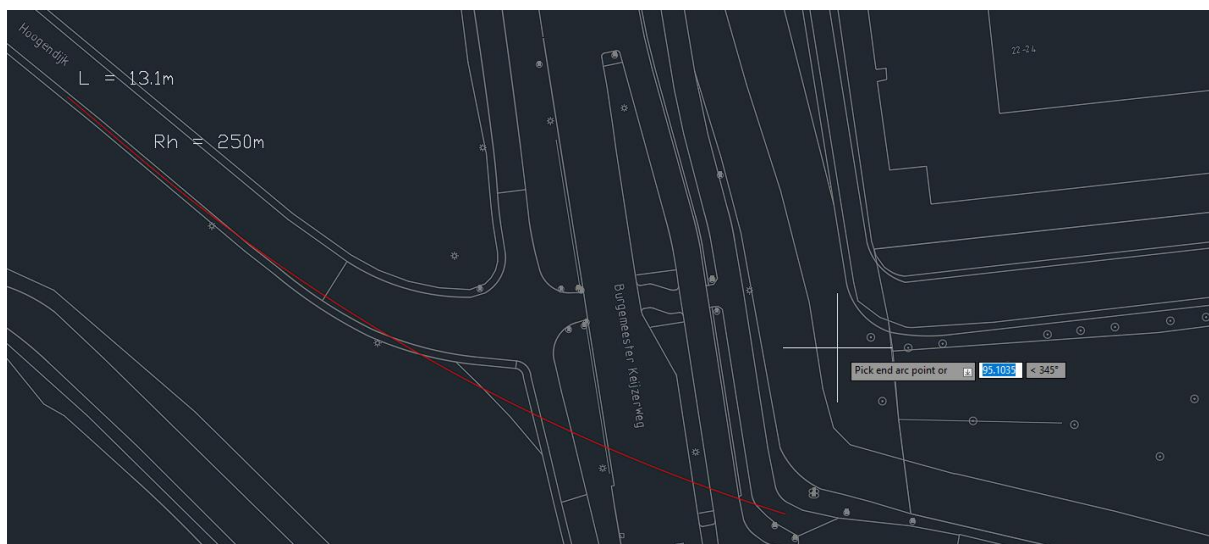 Hoogendijk
L = 13.1m
Rh = 250m
22-24
Burgemeester Keijzerweg
Pick end arc point or
95.1035
< 345°